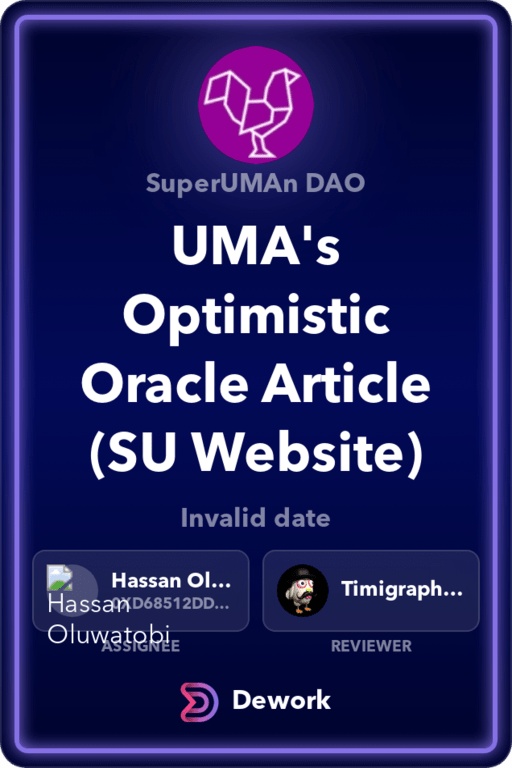 SuperUMAn DAO
UMA's
Optimistic
Oracle Article
(SU Website)
Invalid date
Hassan Ol...
0XD68512DD...
Hassan
Oluwatobi
ASSIGNEE
Timigraph...
REVIEWER
Dework